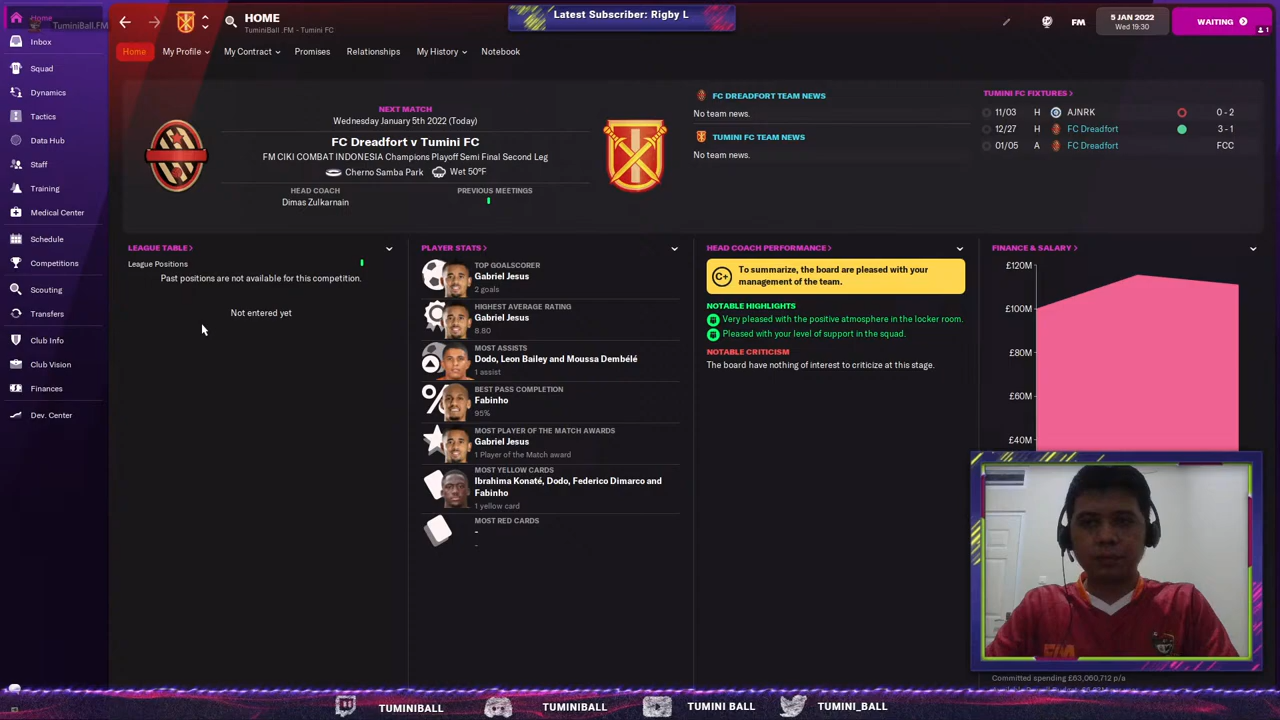 Home
TuminiBall.FM
Inbox
Squad
Dynamics
Tactics
Data Hub
Staff
Training
Medical Center
Schedule
Competitions
Scouting
Transfers
Club Info
Club Vision
Finances
Dev. Center
HOME
TuminiBall .FM - Tumini FC
Latest Subscriber: Rigby L
FM
5 JAN 2022
Wed 19:30
WAITING
1
Home
My Profile
My Contract
Promises
Relationships
My History
Notebook
NEXT MATCH
Wednesday January 5th 2022 (Today)
FC Dreadfort v Tumini FC
FM CIKI COMBAT INDONESIA Champions Playoff Semi Final Second Leg
Cherno Samba Park
Wet 50°F
HEAD COACH
Dimas Zulkarnain
PREVIOUS MEETINGS
FC DREADFORT TEAM NEWS
No team news.
TUMINI FC TEAM NEWS
No team news.
TUMINI FC FIXTURES >
11/03 H AJNRK 0 - 2
12/27 H FC Dreadfort 3 - 1
01/05 A FC Dreadfort FCC
LEAGUE TABLE >
League Positions
Past positions are not available for this competition.
Not entered yet
PLAYER STATS >
TOP GOALSCORER
Gabriel Jesus
2 goals
HIGHEST AVERAGE RATING
Gabriel Jesus
8.80
MOST ASSISTS
Dodo, Leon Bailey and Moussa Dembélé
1 assist
BEST PASS COMPLETION
Fabinho
95%
MOST PLAYER OF THE MATCH AWARDS
Gabriel Jesus
1 Player of the Match award
MOST YELLOW CARDS
Ibrahima Konaté, Dodo, Federico Dimarco and
Fabinho
1 yellow card
MOST RED CARDS
-
-
HEAD COACH PERFORMANCE >
C+
To summarize, the board are pleased with your
management of the team.
NOTABLE HIGHLIGHTS
Very pleased with the positive atmosphere in the locker room.
Pleased with your level of support in the squad.
NOTABLE CRITICISM
The board have nothing of interest to criticize at this stage.
FINANCE & SALARY >
£120M
£100M
£80M
£60M
£40M
Committed spending £63,060,712 p/a
TUMINIBALL
TUMINIBALL
TUMINI BALL
TUMINI_BALL